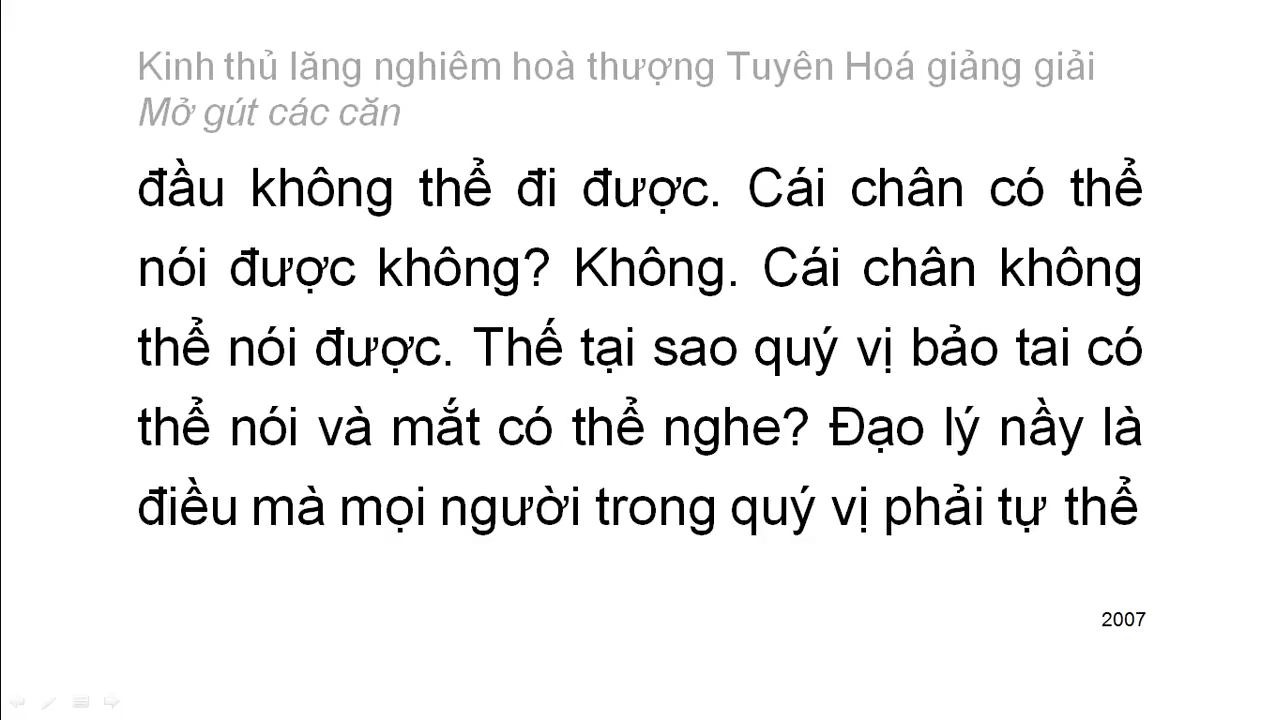 Kinh thủ lăng nghiêm hoà thượng Tuyên Hoá giảng giải
Mở gút các căn
đầu không thể đi được. Cái chân có thể
nói được không? Không. Cái chân không
thể nói được. Thế tại sao quý vị bảo tai có
thể nói và mắt có thể nghe? Đạo lý nầy là
điều mà mọi người trong quý vị phải tự thể
2007